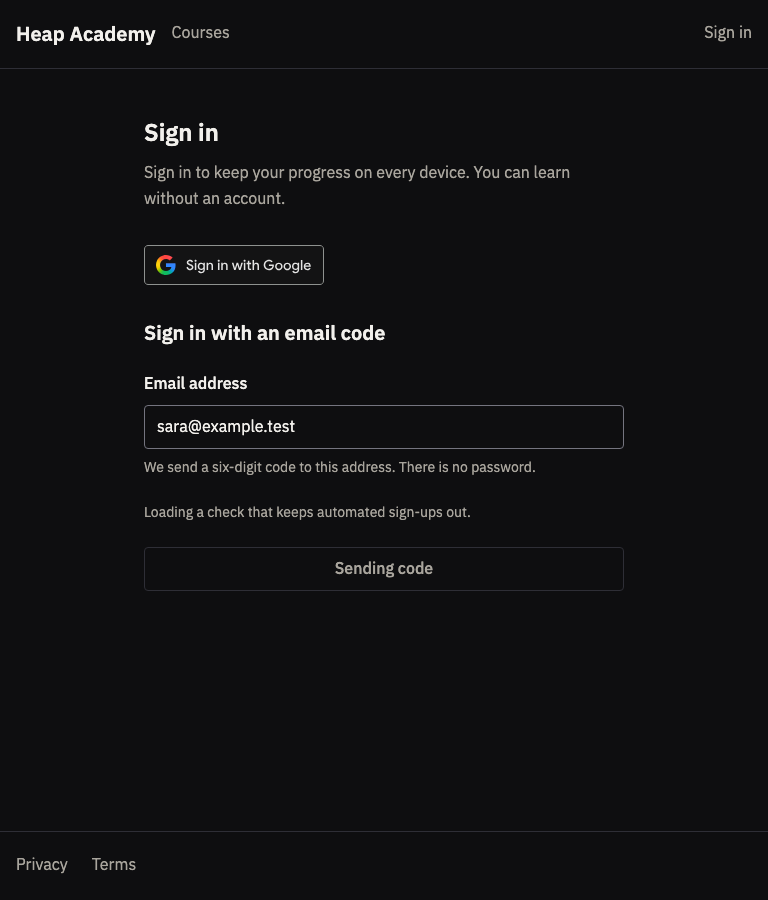 Heap Academy Courses Sign in
Sign in
Sign in to keep your progress on every device. You can learn
without an account.
Sign in with Google
Sign in with an email code
Email address
sara@example.test
We send a six-digit code to this address. There is no password.
Loading a check that keeps automated sign-ups out.
Sending code
Privacy Terms